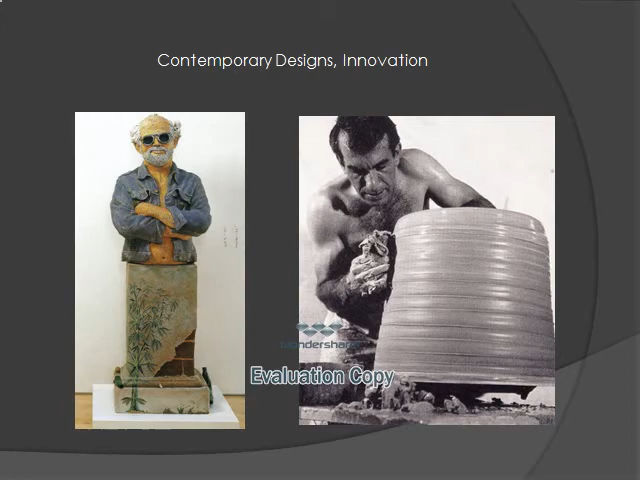 Contemporary Designs, Innovation
wondershare
Evaluation Copy